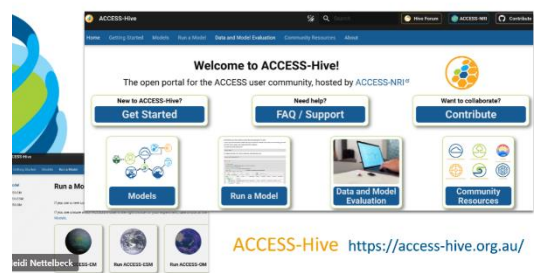 ACCESS-Hive
Search
Hive Forum
ACCESS-NRI
Contribute
Home Getting Started Models Run a Model Data and Model Evaluation Community Resources About
Welcome to ACCESS-Hive!
The open portal for the ACCESS user community, hosted by ACCESS-NRI
New to ACCESS-Hive?
Get Started
Need help?
FAQ / Support
Want to collaborate?
Contribute
Models
Run a Model
Data and Model
Evaluation
Community
Resources
Run a Mo
Run ACCESS-ESM
Run ACCESS-OM
eidi Nettelbeck
ESS-CM
ACCESS-Hive https://access-hive.org.au/